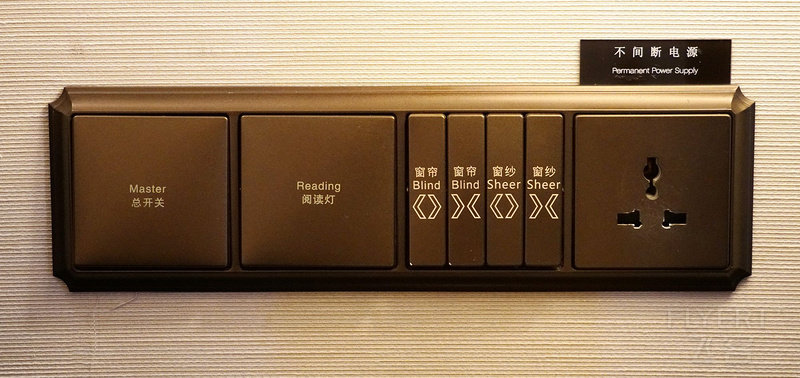 不间断电源
Permanent Power Supply
Master
总开关
Reading
阅读灯
窗帘
Blind
窗帘
Blind
窗纱
Sheer
窗纱
Sheer
FLYERT